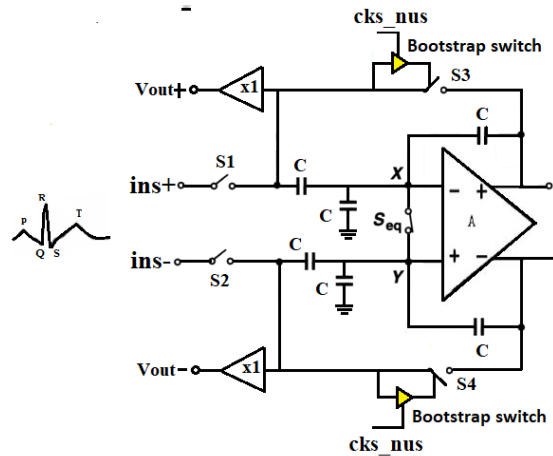 cks_nus
Bootstrap switch
S3
Vout+
x1
C
S1
C
X
ins+
− +
R
C
P
T
Seq
A
Q S
C
ins-
+ −
S2
Y
C
C
Vout-
x1
S4
Bootstrap switch
cks_nus